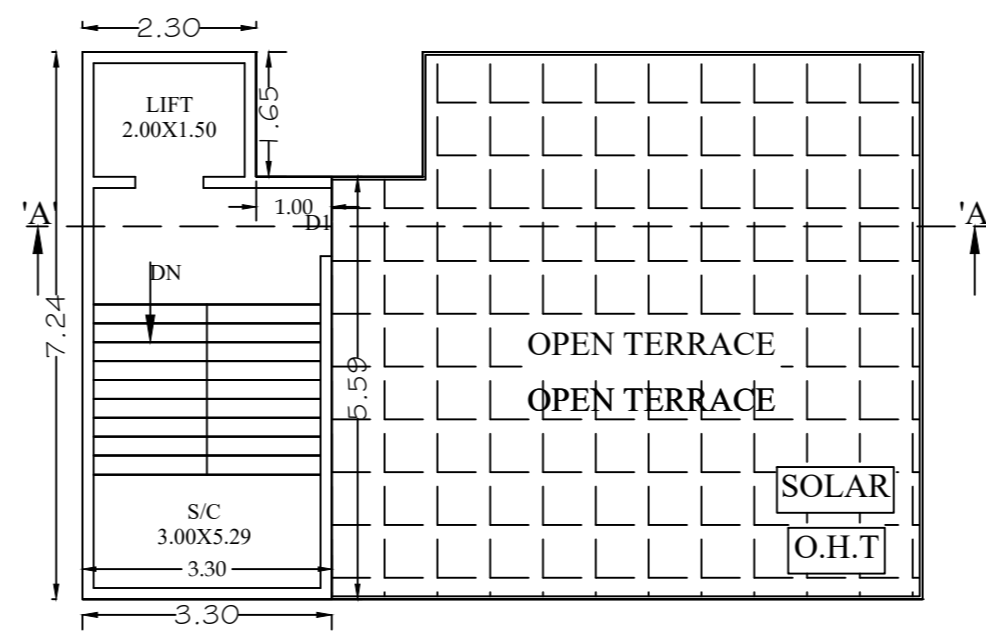 2.30
LIFT
2.00X1.50
1.65
1.00
D1
'A'
'A
DN
7.24
5.59
OPEN TERRACE
OPEN TERRACE
SOLAR
O.H.T
S/C
3.00X5.29
3.30
3.30